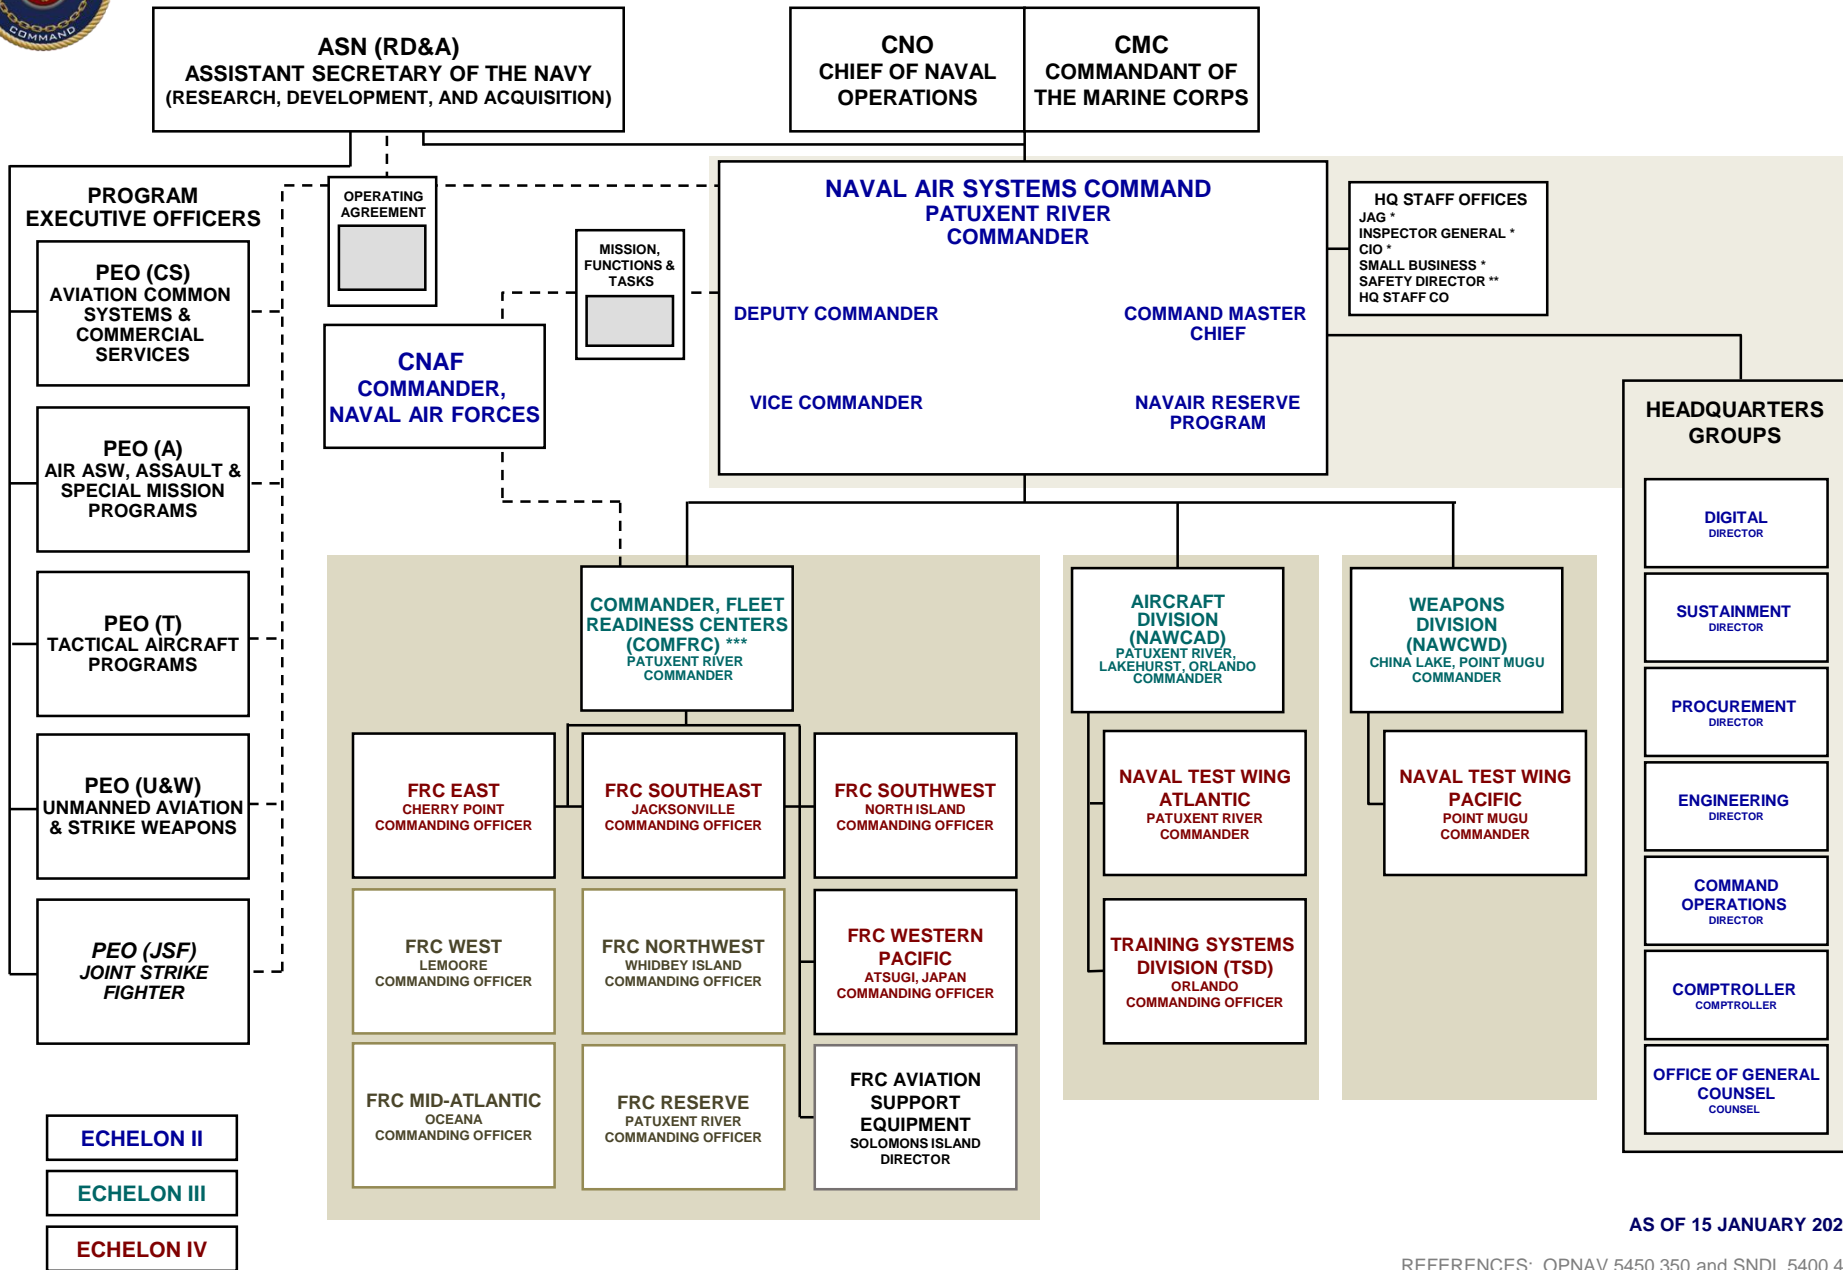 COMMAND
ASN (RD&A)
ASSISTANT SECRETARY OF THE NAVY
(RESEARCH, DEVELOPMENT, AND ACQUISITION)
CNO
CHIEF OF NAVAL
OPERATIONS
CMC
COMMANDANT OF
THE MARINE CORPS
PROGRAM
EXECUTIVE OFFICERS
PEO (CS)
AVIATION COMMON
SYSTEMS &
COMMERCIAL
SERVICES
PEO (A)
AIR ASW, ASSAULT &
SPECIAL MISSION
PROGRAMS
PEO (T)
TACTICAL AIRCRAFT
PROGRAMS
PEO (U&W)
UNMANNED AVIATION
& STRIKE WEAPONS
PEO (JSF)
JOINT STRIKE
FIGHTER
OPERATING
AGREEMENT
MISSION,
FUNCTIONS &
TASKS
CNAF
COMMANDER,
NAVAL AIR FORCES
NAVAL AIR SYSTEMS COMMAND
PATUXENT RIVER
COMMANDER
DEPUTY COMMANDER
COMMAND MASTER
CHIEF
VICE COMMANDER
NAVAIR RESERVE
PROGRAM
HQ STAFF OFFICES
JAG *
INSPECTOR GENERAL *
CIO *
SMALL BUSINESS *
SAFETY DIRECTOR **
HQ STAFF CO
HEADQUARTERS
GROUPS
DIGITAL
DIRECTOR
SUSTAINMENT
DIRECTOR
PROCUREMENT
DIRECTOR
ENGINEERING
DIRECTOR
COMMAND
OPERATIONS
DIRECTOR
COMPTROLLER
COMPTROLLER
OFFICE OF GENERAL
COUNSEL
COUNSEL
COMMANDER, FLEET
READINESS CENTERS
(COMFRC) ***
PATUXENT RIVER
COMMANDER
FRC EAST
CHERRY POINT
COMMANDING OFFICER
FRC SOUTHEAST
JACKSONVILLE
COMMANDING OFFICER
FRC SOUTHWEST
NORTH ISLAND
COMMANDING OFFICER
FRC WEST
LEMOORE
COMMANDING OFFICER
FRC NORTHWEST
WHIDBEY ISLAND
COMMANDING OFFICER
FRC WESTERN
PACIFIC
ATSUGI, JAPAN
COMMANDING OFFICER
FRC MID-ATLANTIC
OCEANA
COMMANDING OFFICER
FRC RESERVE
PATUXENT RIVER
COMMANDING OFFICER
FRC AVIATION
SUPPORT
EQUIPMENT
SOLOMONS ISLAND
DIRECTOR
AIRCRAFT
DIVISION
(NAWCAD)
PATUXENT RIVER,
LAKEHURST, ORLANDO
COMMANDER
NAVAL TEST WING
ATLANTIC
PATUXENT RIVER
COMMANDER
TRAINING SYSTEMS
DIVISION (TSD)
ORLANDO
COMMANDING OFFICER
WEAPONS
DIVISION
(NAWCWD)
CHINA LAKE, POINT MUGU
COMMANDER
NAVAL TEST WING
PACIFIC
POINT MUGU
COMMANDER
ECHELON II
ECHELON III
ECHELON IV
AS OF 15 JANUARY 202
REFERENCES: OPNAV 5450.350 and SNDL 5400.4